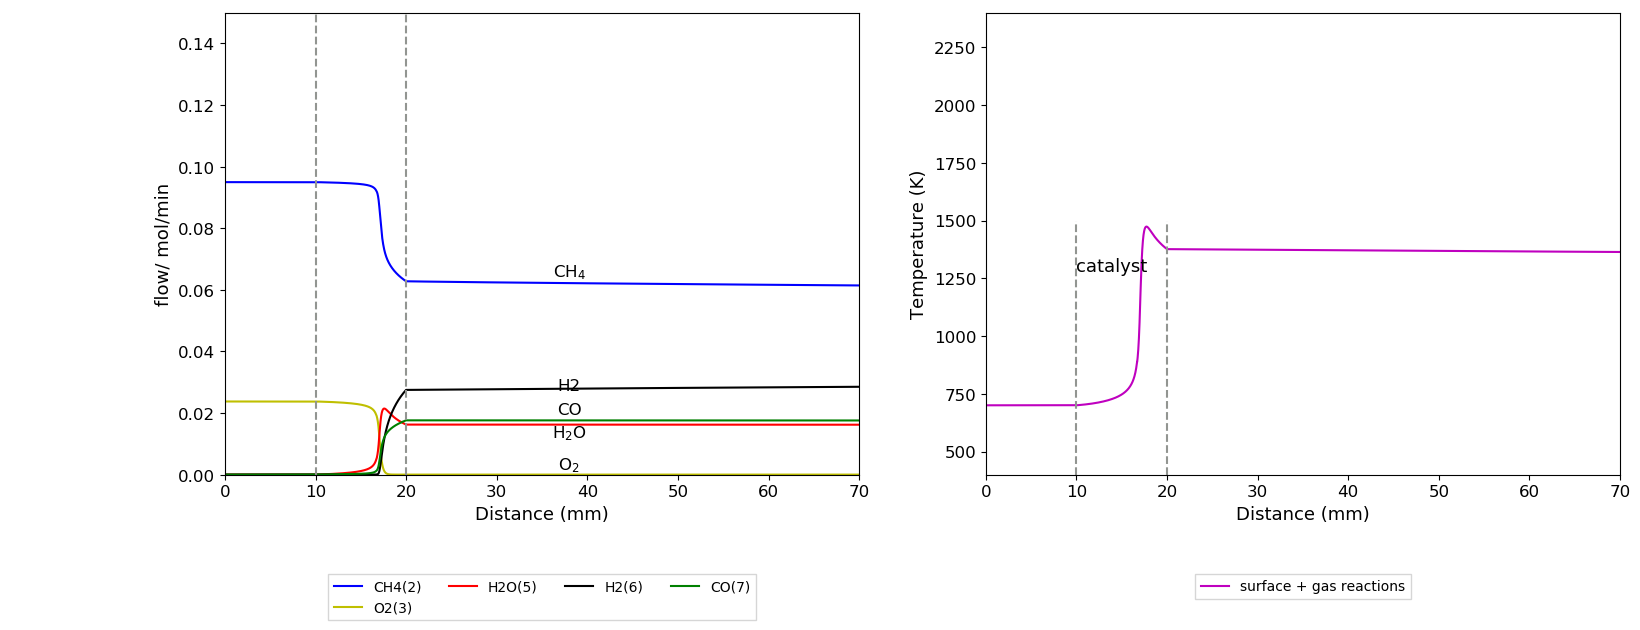 0.14
0.12
0.10
0.08
0.06
0.04
0.02
0.00
flow/ mol/min
CH₄
H2
CO
H₂O
O₂
0 10 20 30 40 50 60 70
Distance (mm)
CH4(2) H2O(5) H2(6) CO(7)
O2(3)
2250
2000
1750
1500
1250
1000
750
500
Temperature (K)
catalyst
0 10 20 30 40 50 60 70
Distance (mm)
surface + gas reactions